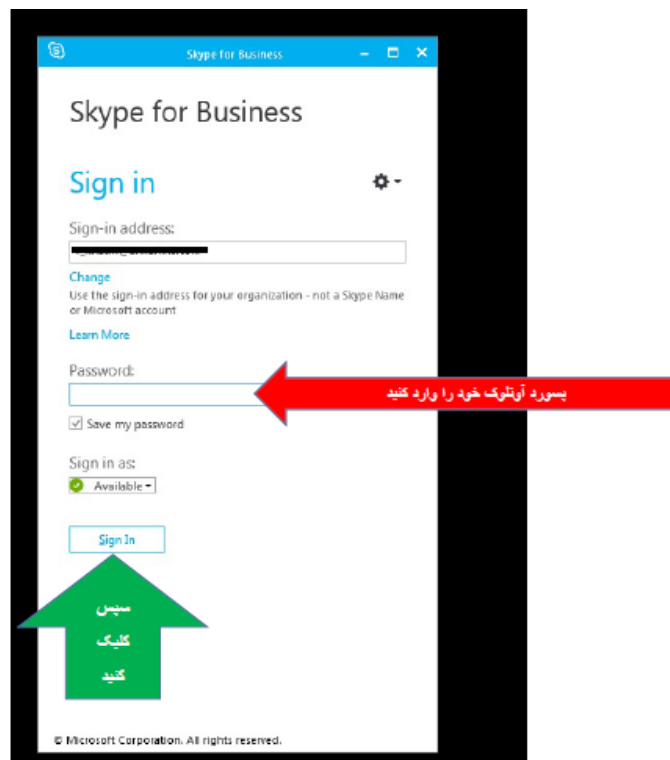 Skype for Business
Skype for Business
Sign in
Sign-in address:
Change
Use the sign-in address for your organization - not a Skype Name
or Microsoft account
Learn More
Password:
پسورد آوتلوک خود را وارد کنید
Save my password
Sign in as:
Available
Sign In
سپس
کلیک
کنید
© Microsoft Corporation. All rights reserved.